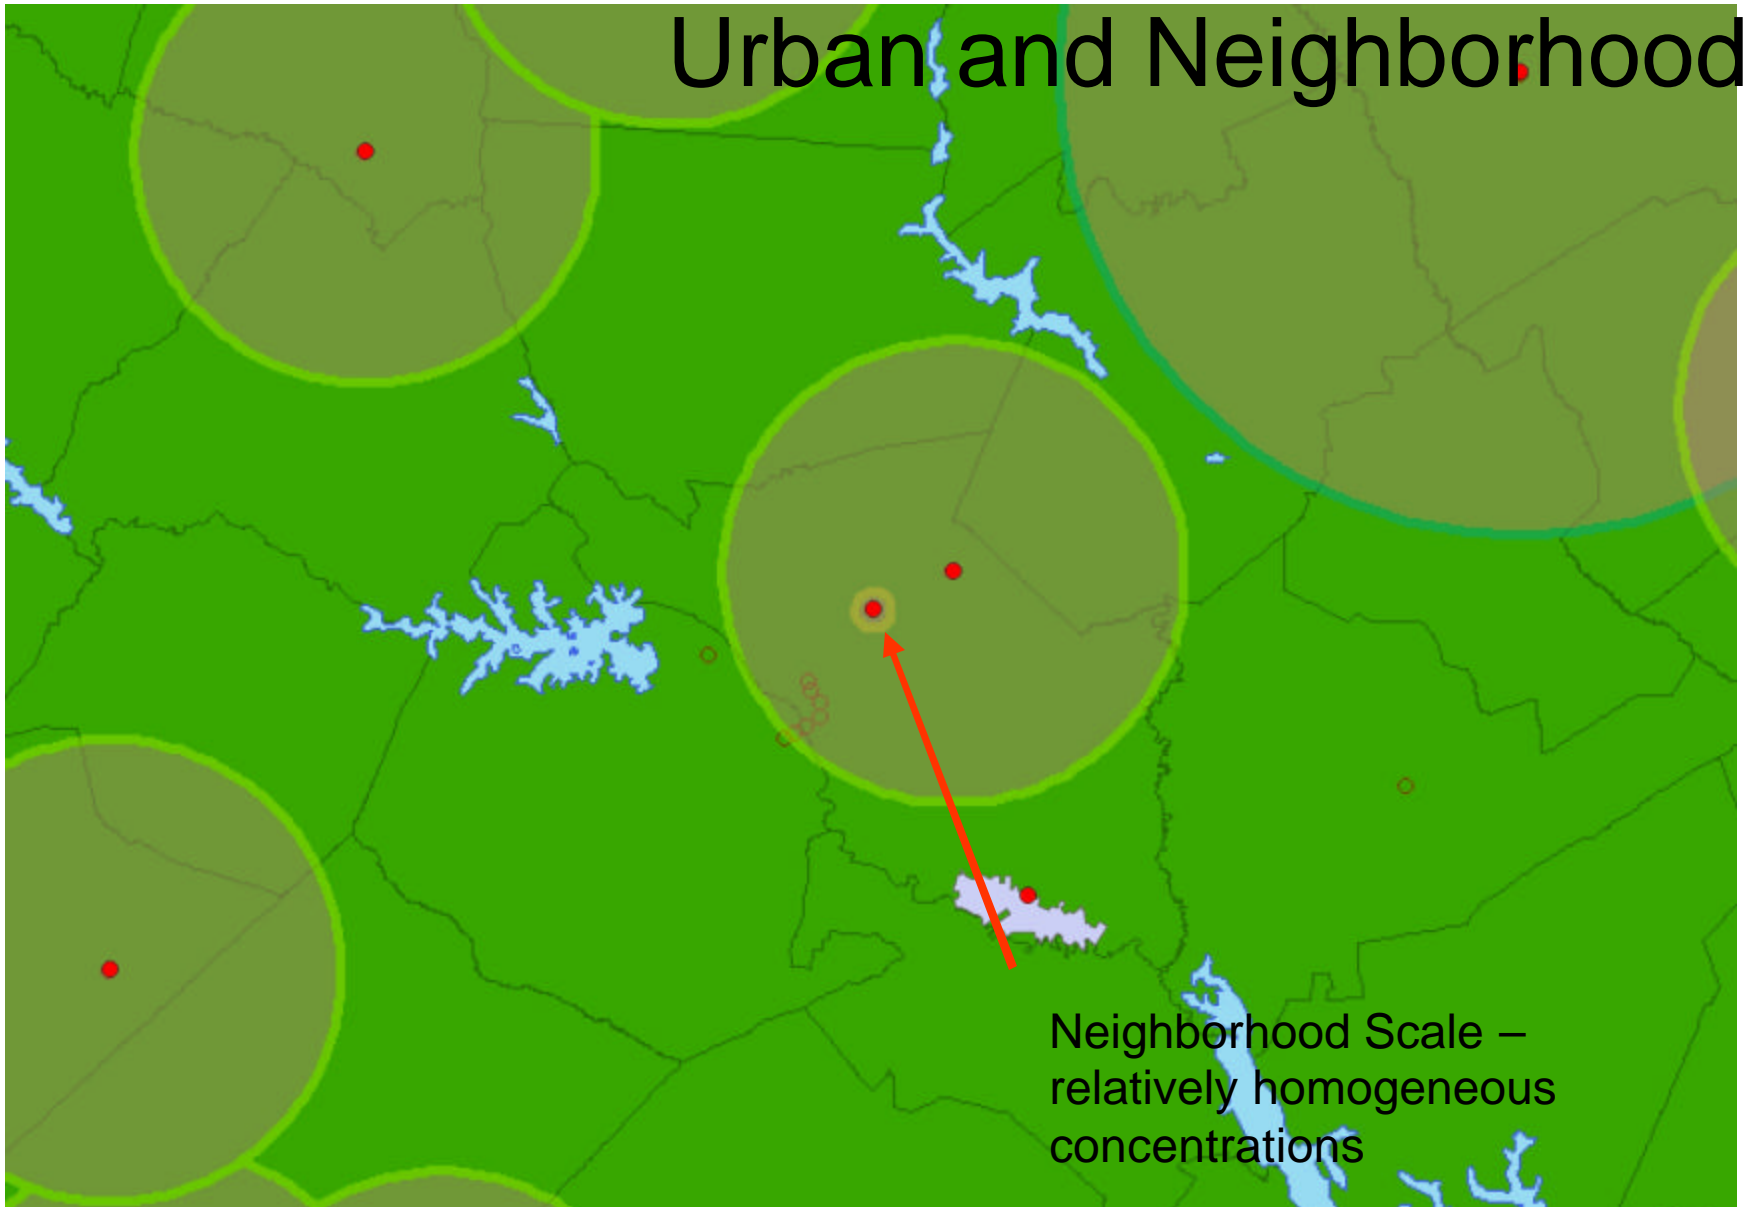 Urban and Neighborhood
Neighborhood Scale –
relatively homogeneous
concentrations